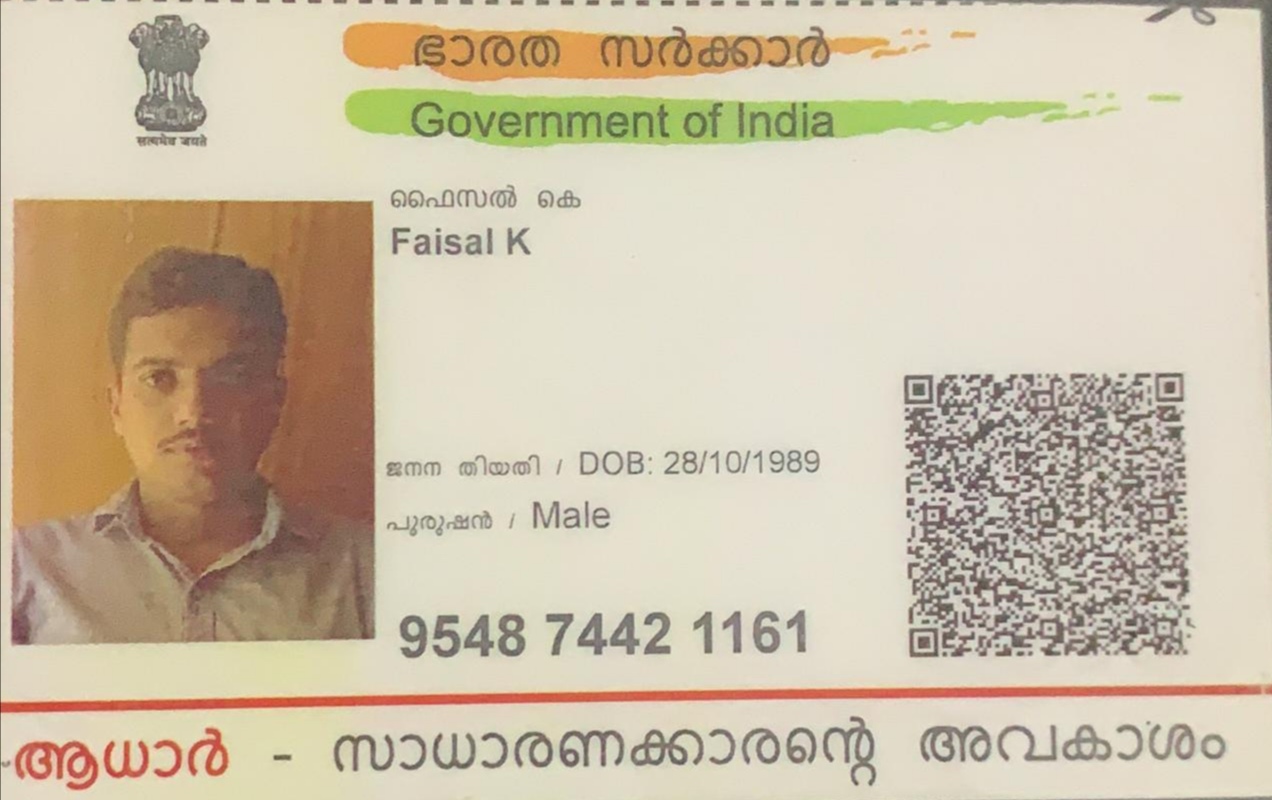 ഭാരത സർക്കാർ
Government of India
सत्यमेव जयते
ഫൈസൽ കെ
Faisal K
ജനന തിയതി / DOB: 28/10/1989
പുരുഷൻ / Male
9548 7442 1161
ആധാർ - സാധാരണക്കാരന്റെ അവകാശം